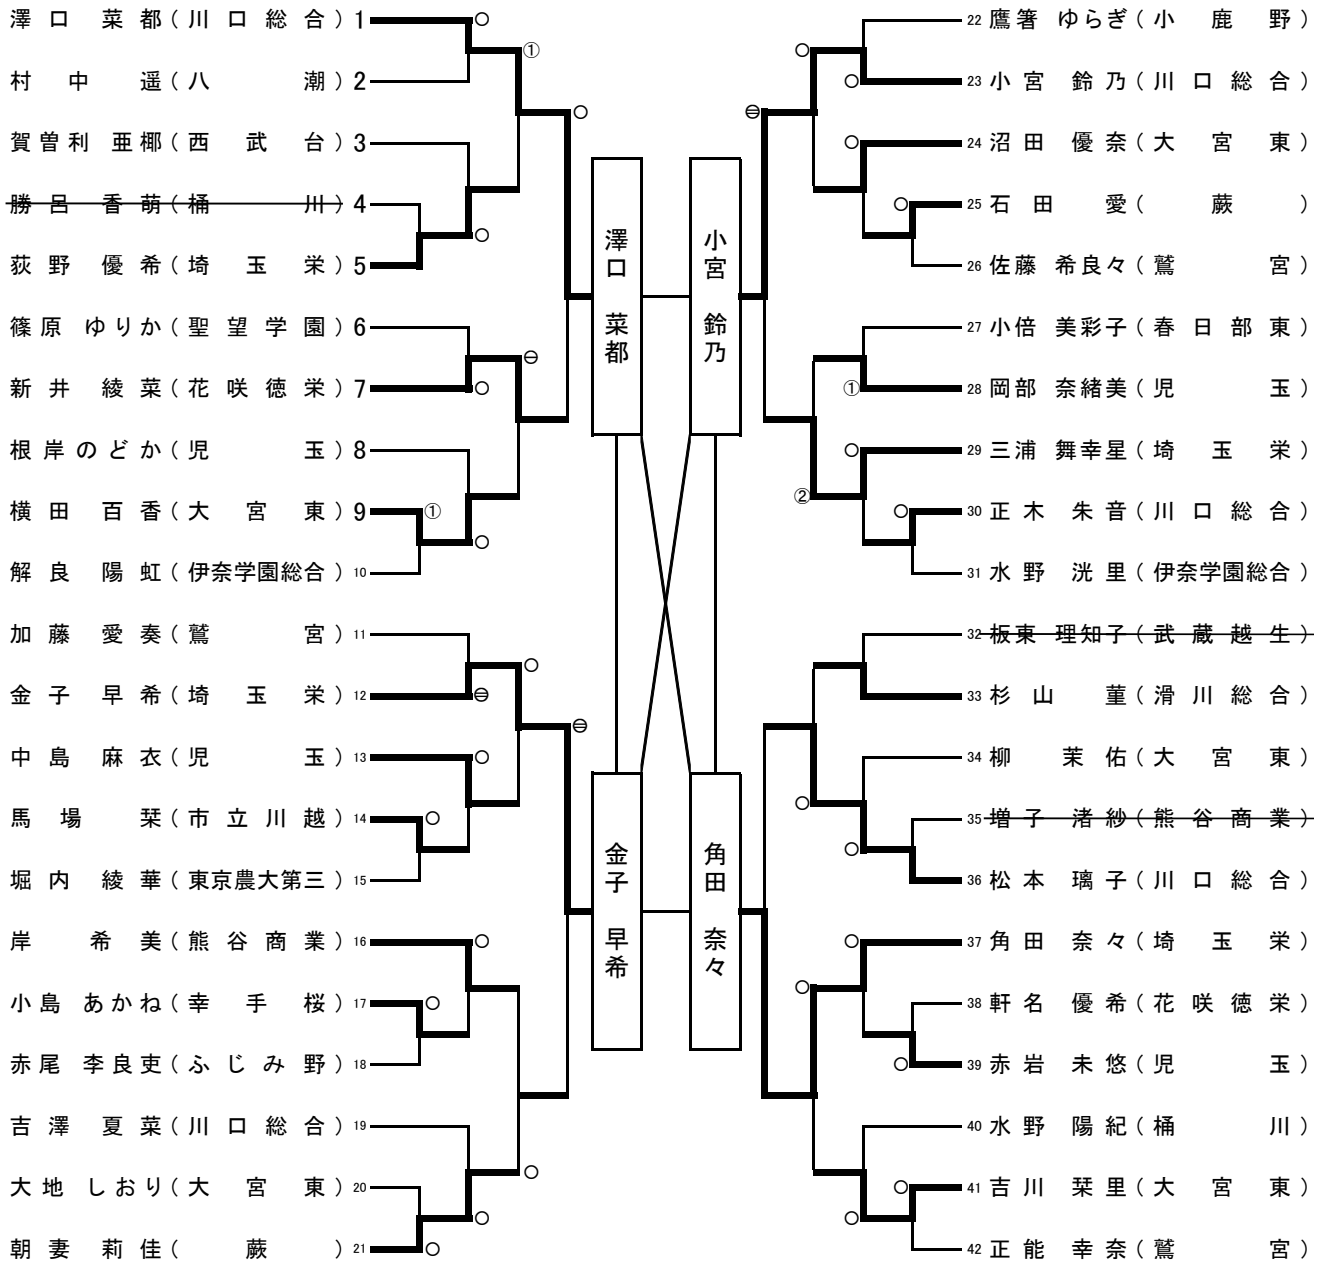 澤口 菜都(川口総合) 1
村中 遥(八潮) 2
賀曽利 亜椰(西武台) 3
勝呂 香萌(桶川) 4
荻野 優希(埼玉栄) 5
篠原 ゆりか(聖望学園) 6
新井 綾菜(花咲徳栄) 7
根岸のどか(児玉) 8
横田 百香(大宮東) 9
解良 陽虹(伊奈学園総合) 10
加藤 愛奏(鷲宮) 11
金子 早希(埼玉栄) 12
中島 麻衣(児玉) 13
馬場 栞(市立川越) 14
堀内 綾華(東京農大第三) 15
岸 希美(熊谷商業) 16
小島 あかね(幸手桜) 17
赤尾 李良吏(ふじみ野) 18
吉澤 夏菜(川口総合) 19
大地 しおり(大宮東) 20
朝妻 莉佳(蕨) 21
①
①
澤口 菜都
金子 早希
小宮 鈴乃
角田 奈々
①
②
22 鷹箸 ゆらぎ(小鹿野)
23 小宮 鈴乃(川口総合)
24 沼田 優奈(大宮東)
25 石田 愛(蕨)
26 佐藤 希良々(鷲宮)
27 小倍 美彩子(春日部東)
28 岡部 奈緒美(児玉)
29 三浦 舞幸星(埼玉栄)
30 正木 朱音(川口総合)
31 水野 洸里(伊奈学園総合)
32 板東 理知子(武蔵越生)
33 杉山 菫(滑川総合)
34 柳 茉佑(大宮東)
35 増子 渚紗(熊谷商業)
36 松本 璃子(川口総合)
37 角田 奈々(埼玉栄)
38 軒名 優希(花咲徳栄)
39 赤岩 未悠(児玉)
40 水野 陽紀(桶川)
41 吉川 栞里(大宮東)
42 正能 幸奈(鷲宮)